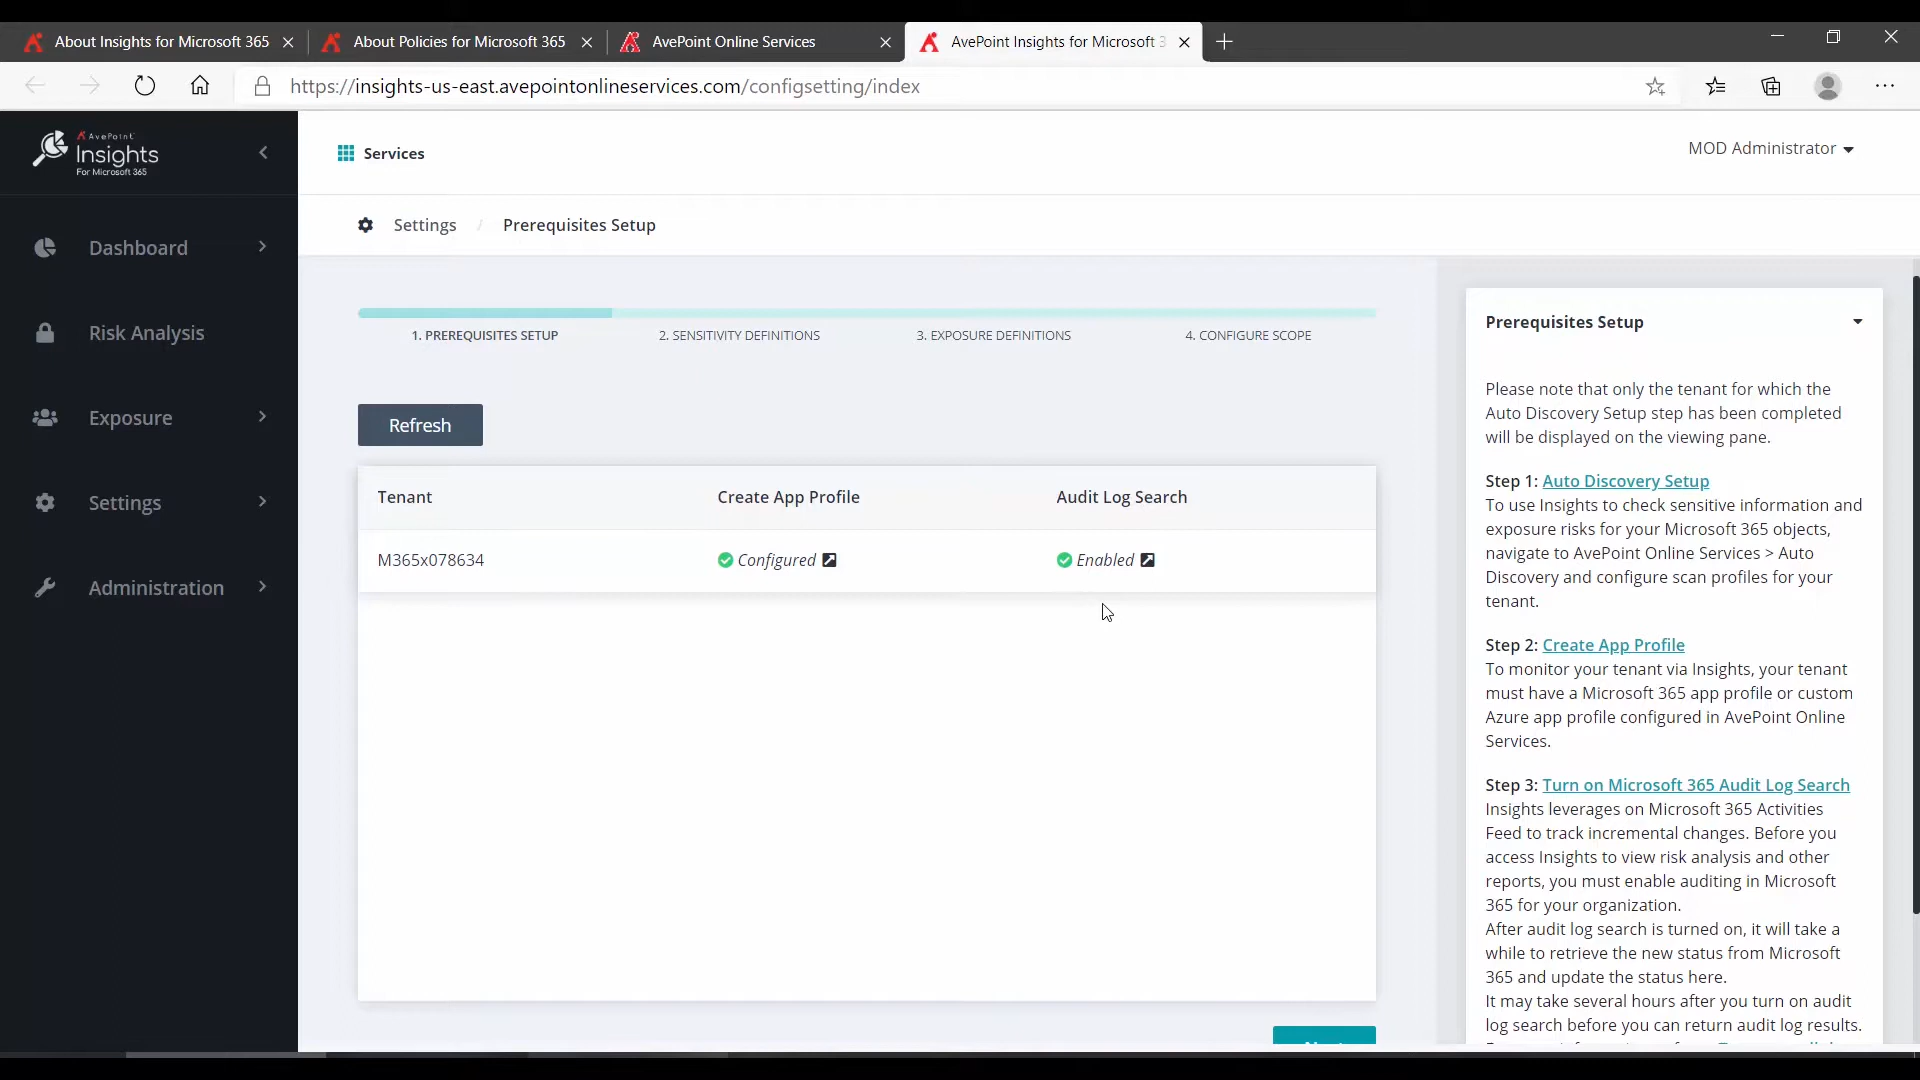 About Insights for Microsoft 365
About Policies for Microsoft 365
AvePoint Online Services
AvePoint Insights for Microsoft 3
https://insights-us-east.avepointonlineservices.com/configsetting/index
AvePoint
Insights
For Microsoft 365
Services
MOD Administrator
Settings / Prerequisites Setup
Dashboard
Risk Analysis
Exposure
Settings
Administration
1. PREREQUISITES SETUP
2. SENSITIVITY DEFINITIONS
3. EXPOSURE DEFINITIONS
4. CONFIGURE SCOPE
Refresh
Tenant Create App Profile Audit Log Search
M365x078634 Configured Enabled
Prerequisites Setup
Please note that only the tenant for which the
Auto Discovery Setup step has been completed
will be displayed on the viewing pane.
Step 1: Auto Discovery Setup
To use Insights to check sensitive information and
exposure risks for your Microsoft 365 objects,
navigate to AvePoint Online Services > Auto
Discovery and configure scan profiles for your
tenant.
Step 2: Create App Profile
To monitor your tenant via Insights, your tenant
must have a Microsoft 365 app profile or custom
Azure app profile configured in AvePoint Online
Services.
Step 3: Turn on Microsoft 365 Audit Log Search
Insights leverages on Microsoft 365 Activities
Feed to track incremental changes. Before you
access Insights to view risk analysis and other
reports, you must enable auditing in Microsoft
365 for your organization.
After audit log search is turned on, it will take a
while to retrieve the new status from Microsoft
365 and update the status here.
It may take several hours after you turn on audit
log search before you can return audit log results.